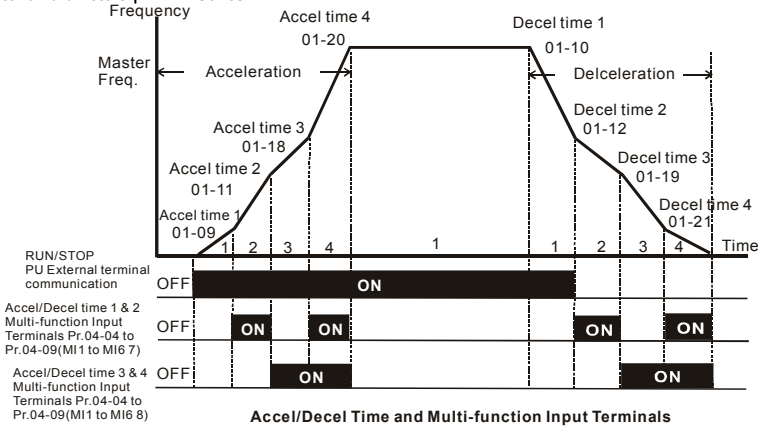 Frequency
Accel time 4
01-20
Decel time 1
01-10
Master
Freq.
Acceleration
Delceleration
Accel time 3
01-18
Decel time 2
01-12
Accel time 2
01-11
Decel time 3
01-19
Accel time 1
01-09
Decel time 4
01-21
1 2 3 4 1 1 2 3 4 Time
RUN/STOP
PU External terminal
communication
OFF ON
Accel/Decel time 1 & 2
Multi-function Input
Terminals Pr.04-04 to
Pr.04-09(MI1 to MI6 7)
OFF ON ON ON ON
Accel/Decel time 3 & 4
Multi-function Input
Terminals Pr.04-04 to
Pr.04-09(MI1 to MI6 8)
OFF ON ON
Accel/Decel Time and Multi-function Input Terminals